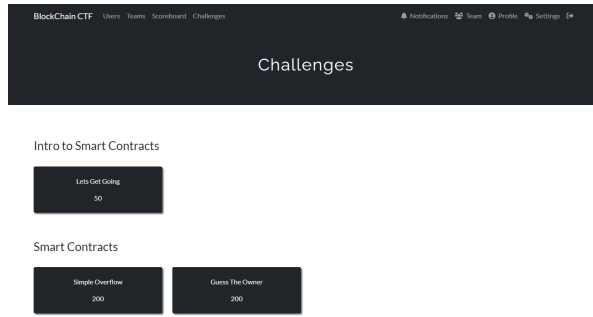 BlockChain CTF Users Teams Scoreboard Challenges Notifications Team Profile Settings
Challenges
Intro to Smart Contracts
Lets Get Going
50
Smart Contracts
Simple Overflow Guess The Owner
200 200